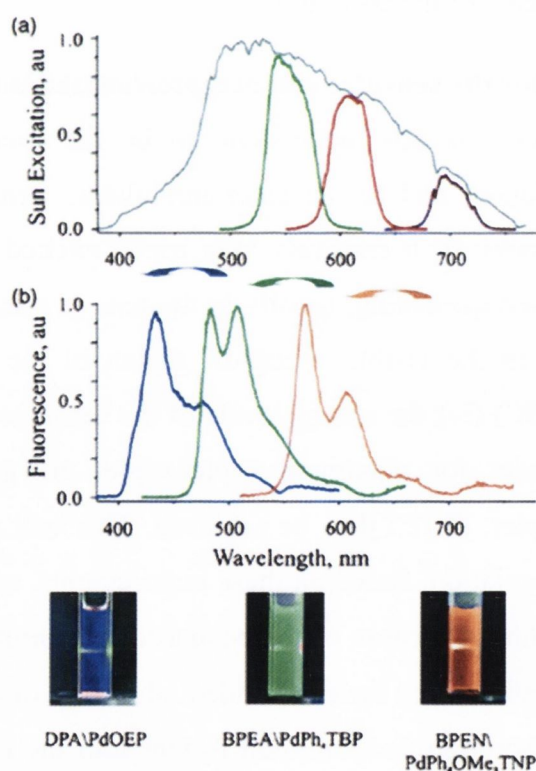 (a)
Sun Excitation, au
1.0
0.5
0.0
400 500 600 700
(b)
Fluorescence, au
1.0
0.5
0.0
400 500 600 700
Wavelength, nm
DPA\PdOEP
BPEA\PdPh₄TBP
BPEN\
PdPh₄OMe₈TNP